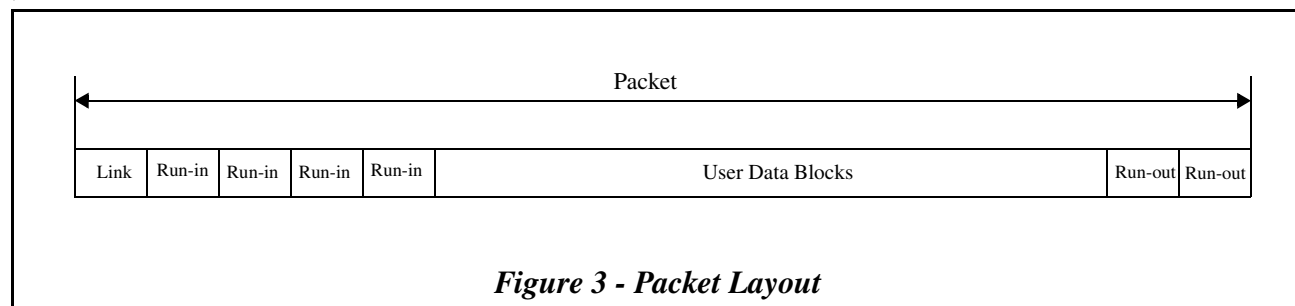 Packet
Link Run-in Run-in Run-in Run-in User Data Blocks Run-out Run-out
Figure 3 - Packet Layout